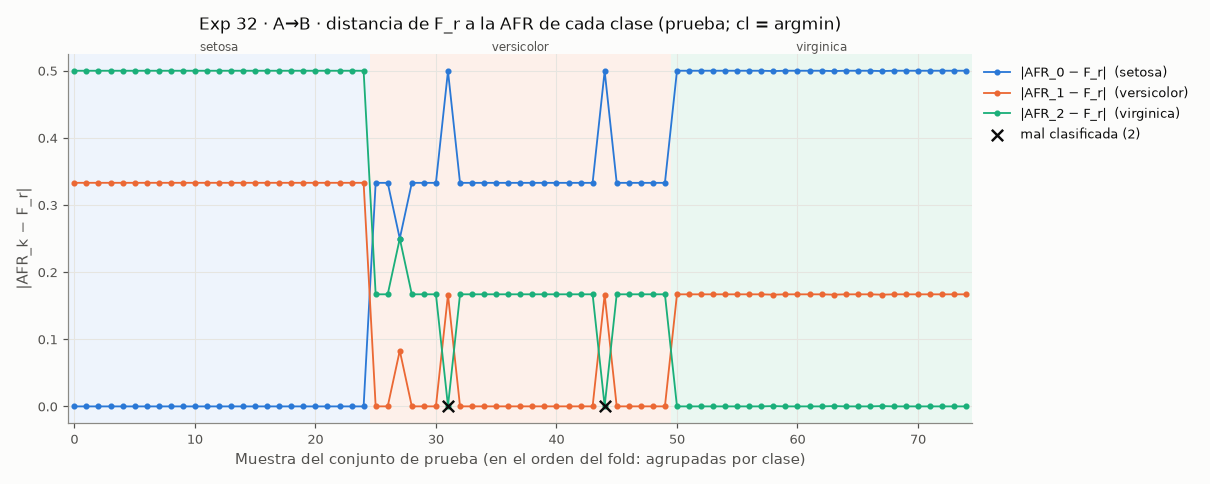 Exp 32 · A→B · distancia de F_r a la AFR de cada clase (prueba; cl = argmin)
setosa versicolor virginica
|AFR_0 − F_r| (setosa)
|AFR_1 − F_r| (versicolor)
|AFR_2 − F_r| (virginica)
mal clasificada (2)
|AFR_k − F_r|
0.5
0.4
0.3
0.2
0.1
0.0
0 10 20 30 40 50 60 70
Muestra del conjunto de prueba (en el orden del fold: agrupadas por clase)